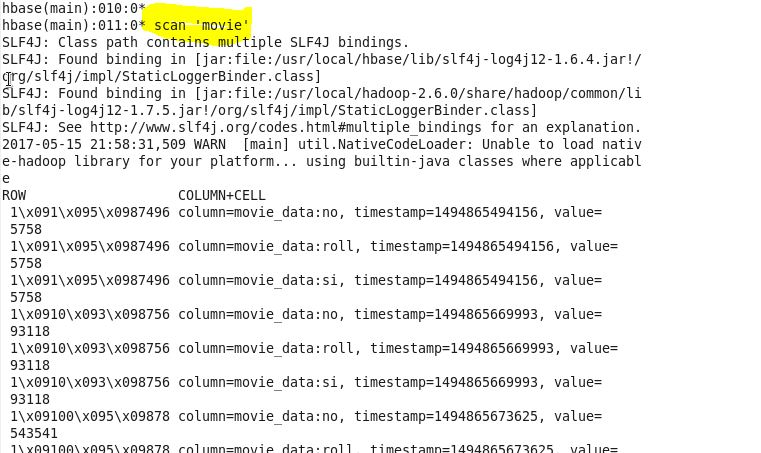 hbase(main):010:0*
hbase(main):011:0* scan 'movie'
SLF4J: Class path contains multiple SLF4J bindings.
SLF4J: Found binding in [jar:file:/usr/local/hbase/lib/slf4j-log4j12-1.6.4.jar!/
org/slf4j/impl/StaticLoggerBinder.class]
SLF4J: Found binding in [jar:file:/usr/local/hadoop-2.6.0/share/hadoop/common/li
b/slf4j-log4j12-1.7.5.jar!/org/slf4j/impl/StaticLoggerBinder.class]
SLF4J: See http://www.slf4j.org/codes.html#multiple_bindings for an explanation.
2017-05-15 21:58:31,509 WARN  [main] util.NativeCodeLoader: Unable to load nativ
e-hadoop library for your platform... using builtin-java classes where applicabl
e
ROW                   COLUMN+CELL
 1\x091\x095\x0987496 column=movie_data:no, timestamp=1494865494156, value=
 5758
 1\x091\x095\x0987496 column=movie_data:roll, timestamp=1494865494156, value=
 5758
 1\x091\x095\x0987496 column=movie_data:si, timestamp=1494865494156, value=
 5758
 1\x0910\x093\x098756 column=movie_data:no, timestamp=1494865669993, value=
 93118
 1\x0910\x093\x098756 column=movie_data:roll, timestamp=1494865669993, value=
 93118
 1\x0910\x093\x098756 column=movie_data:si, timestamp=1494865669993, value=
 93118
 1\x09100\x095\x09878 column=movie_data:no, timestamp=1494865673625, value=
 543541
 1\x09100\x095\x09878 column=movie_data:roll, timestamp=1494865673625, value=